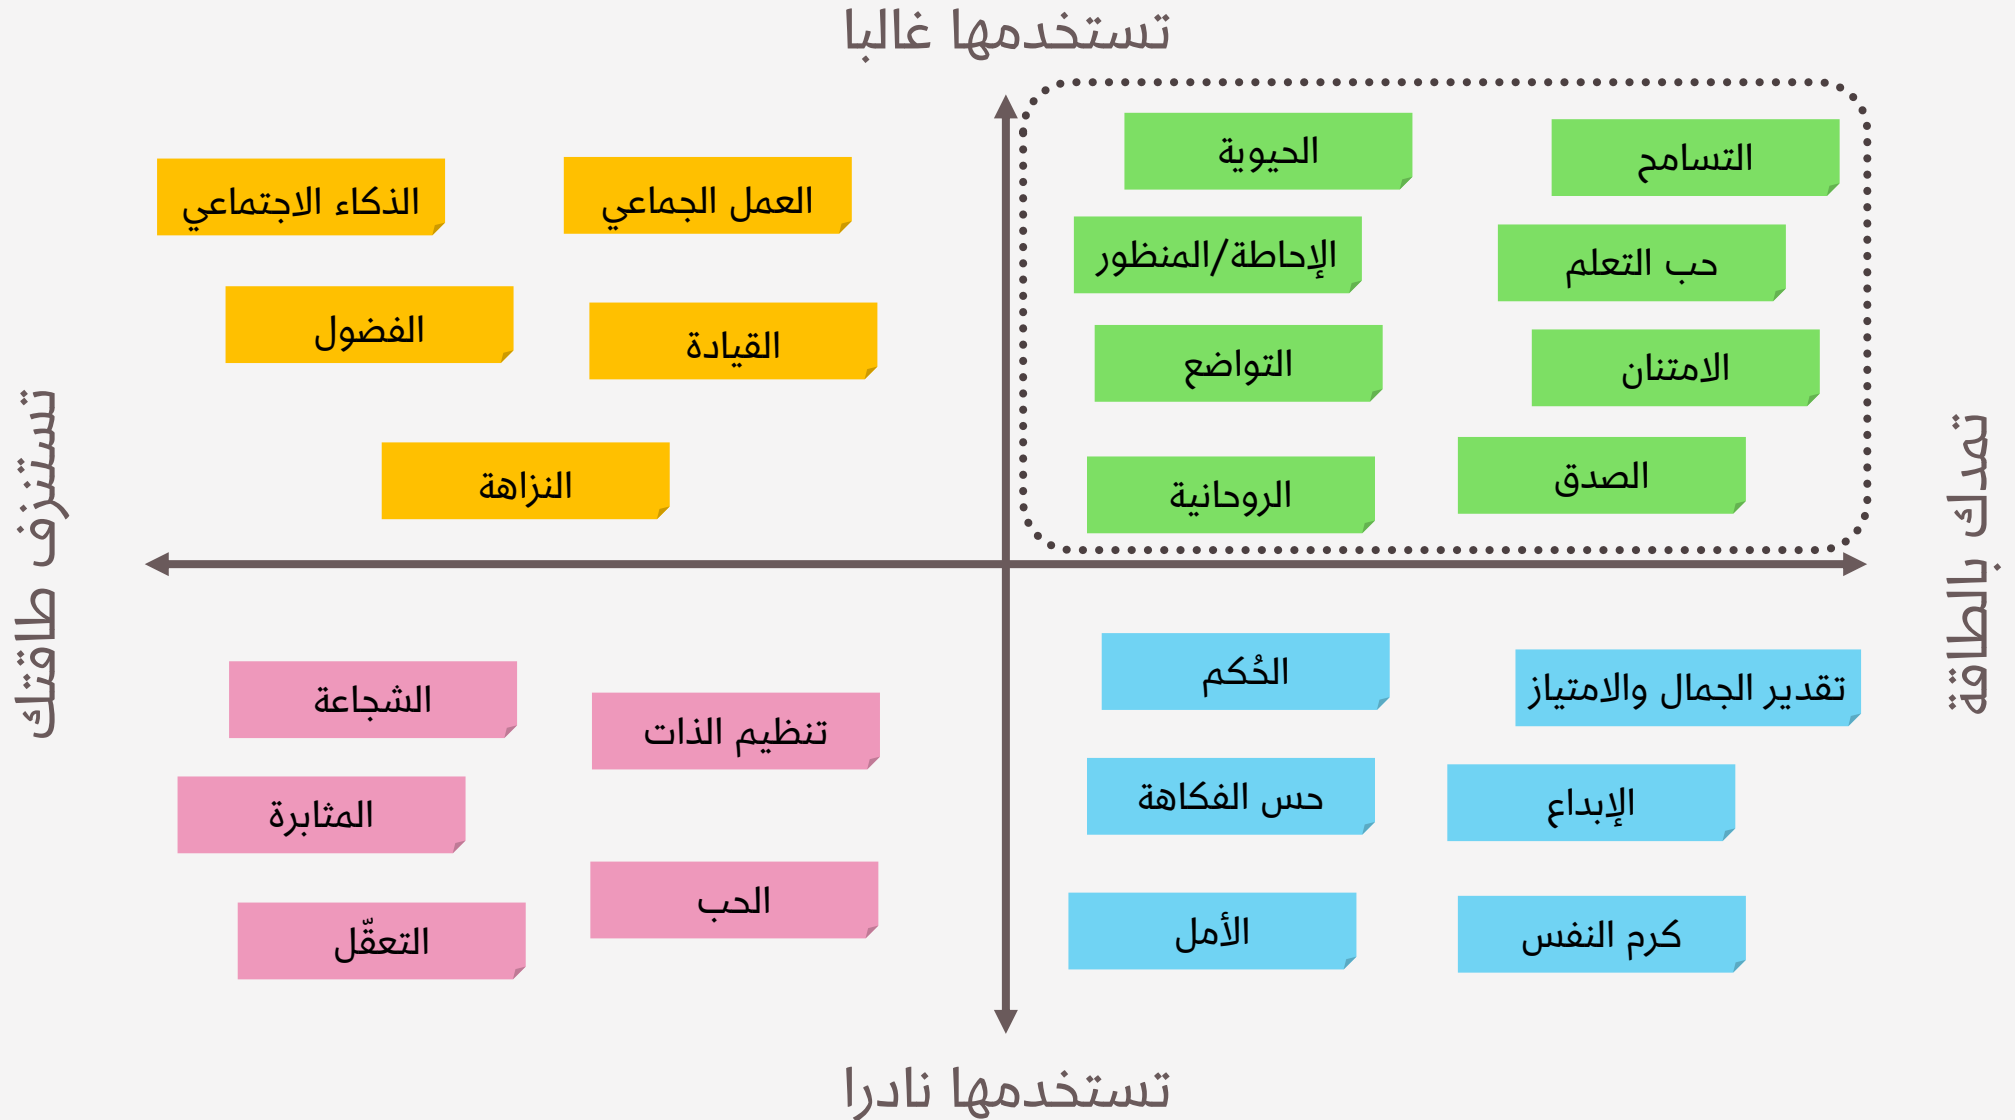 تستخدمها غالبا
التسامح
الحيوية
حب التعلم
الإحاطة/المنظور
الامتنان
التواضع
الصدق
الروحانية
العمل الجماعي
الذكاء الاجتماعي
القيادة
الفضول
النزاهة
تمدك بالطاقة
تستنزف طاقتك
تقدير الجمال والامتياز
الحُكم
الإبداع
حس الفكاهة
كرم النفس
الأمل
تنظيم الذات
الشجاعة
المثابرة
الحب
التعقّل
تستخدمها نادرا